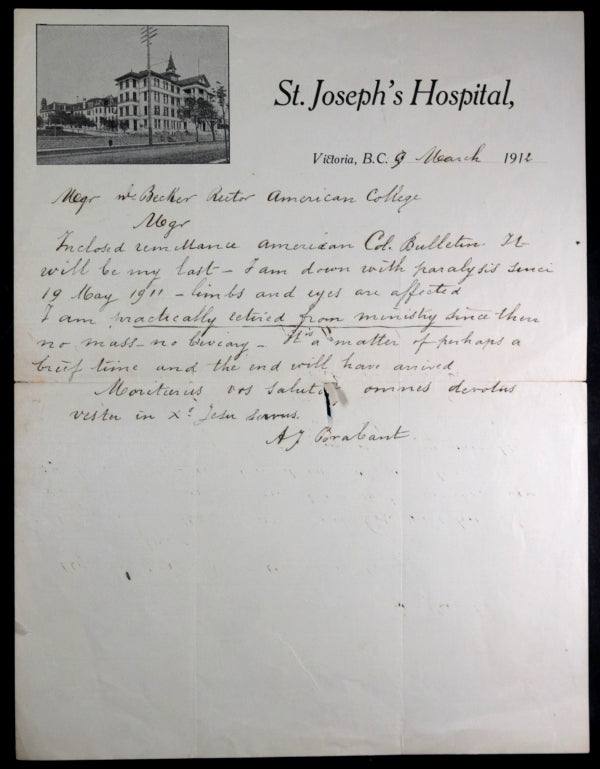 St. Joseph's Hospital,
Victoria, B.C. 9 March 1912
Mgr de Becker Rector American College
Mgr
Inclosed remittance american Col. Bulletin. It
will be my last – I am down with paralysis since
19 May 1911 – limbs and eyes are affected
I am practically retired from ministry since then
no mass – no breviary – It's a matter of perhaps a
brief time and the end will have arrived
Moriturus vos salutat, omnes devotus
vester in Xº Jesu servus.
A J Brabant.